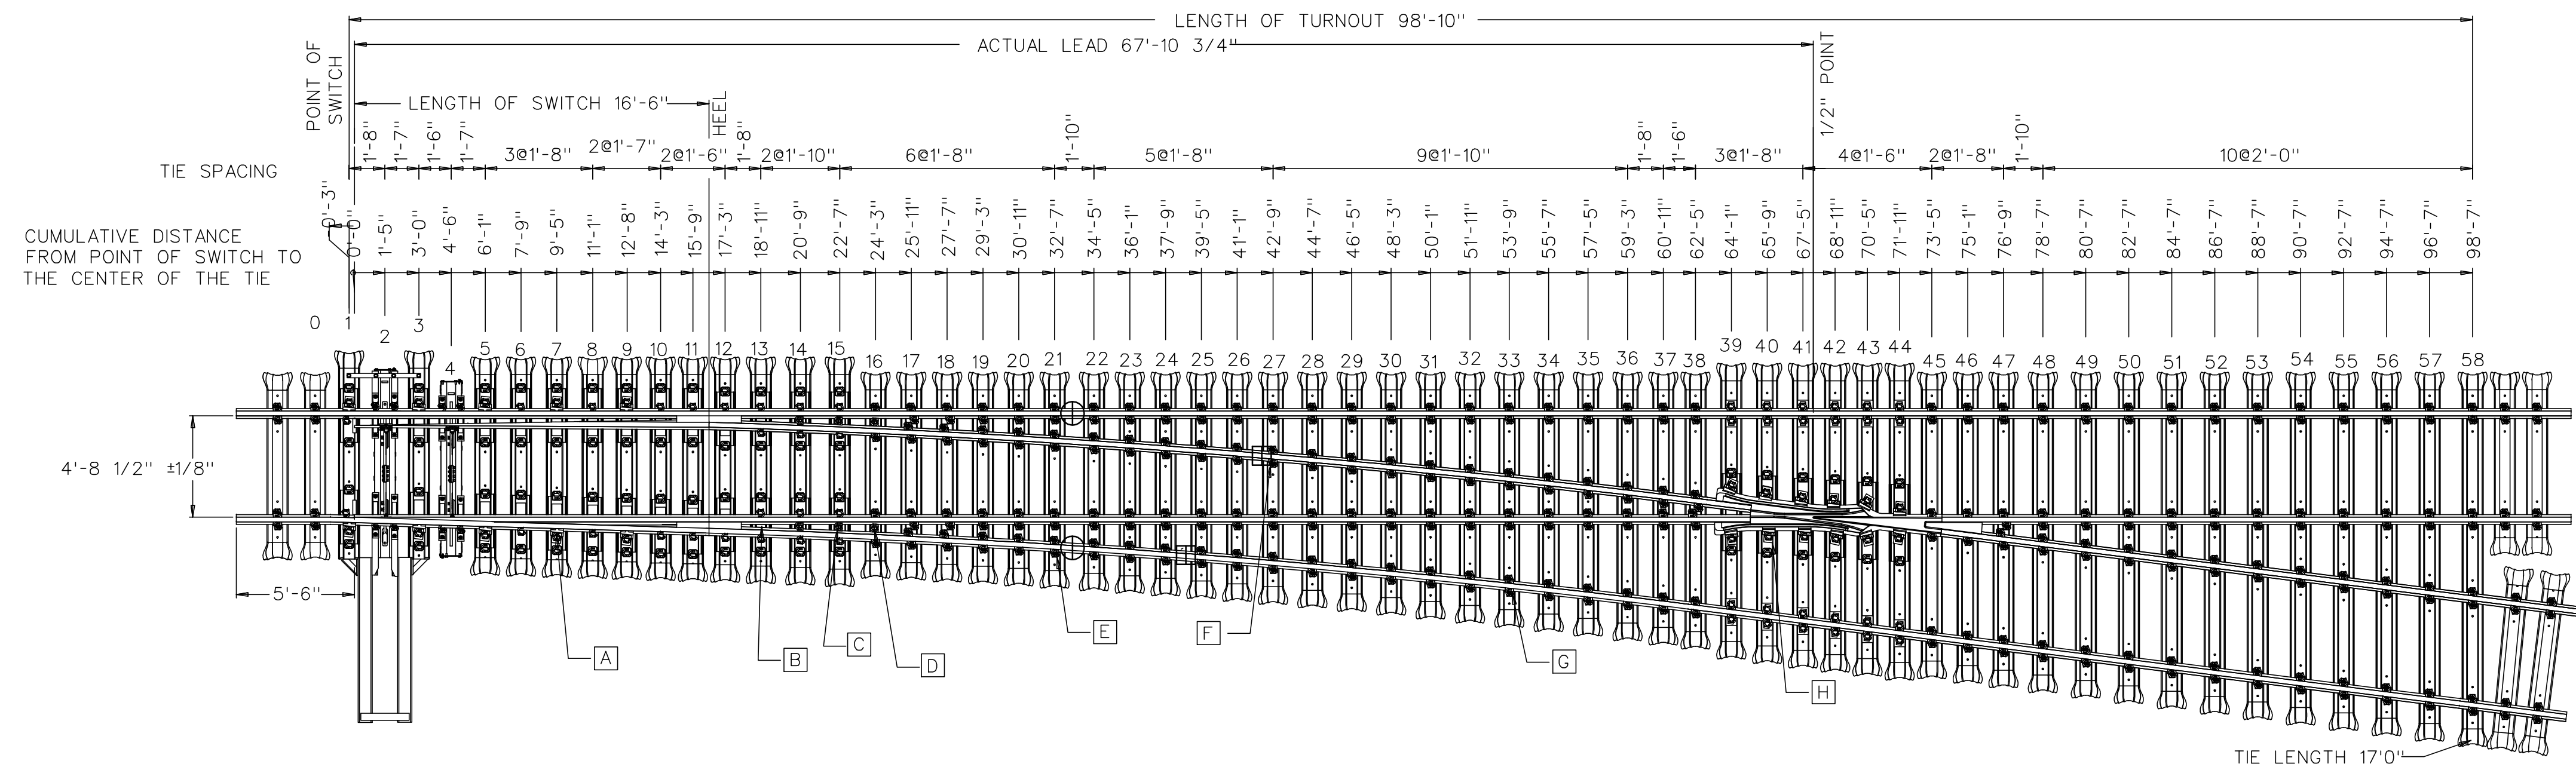 LENGTH OF TURNOUT 98'-10"
ACTUAL LEAD 67'-10 3/4"
POINT OF
SWITCH
LENGTH OF SWITCH 16'-6"
HEEL
1/2" POINT
TIE SPACING
1'-8" 1'-7" 1'-6" 1'-7" 3@1'-8" 2@1'-7" 2@1'-6" 1'-8" 2@1'-10" 6@1'-8" 1'-10" 5@1'-8" 9@1'-10" 1'-8" 1'-6" 3@1'-8" 4@1'-6" 2@1'-8" 1'-10" 10@2'-0"
CUMULATIVE DISTANCE
FROM POINT OF SWITCH TO
THE CENTER OF THE TIE
0'-3" 0'-0" 1'-5" 3'-0" 4'-6" 6'-1" 7'-9" 9'-5" 11'-1" 12'-8" 14'-3" 15'-9" 17'-3" 18'-11" 20'-9" 22'-7" 24'-3" 25'-11" 27'-7" 29'-3" 30'-11" 32'-7" 34'-5" 36'-1" 37'-9" 39'-5" 41'-1" 42'-9" 44'-7" 46'-5" 48'-3" 50'-1" 51'-11" 53'-9" 55'-7" 57'-5" 59'-3" 60'-11" 62'-5" 64'-1" 65'-9" 67'-5" 68'-11" 70'-5" 71'-11" 73'-5" 75'-1" 76'-9" 78'-7" 80'-7" 82'-7" 84'-7" 86'-7" 88'-7" 90'-7" 92'-7" 94'-7" 96'-7" 98'-7"
0 1 2 3 4 5 6 7 8 9 10 11 12 13 14 15 16 17 18 19 20 21 22 23 24 25 26 27 28 29 30 31 32 33 34 35 36 37 38 39 40 41 42 43 44 45 46 47 48 49 50 51 52 53 54 55 56 57 58
4'-8 1/2" ±1/8"
5'-6"
A B C D E F G H
TIE LENGTH 17'0"